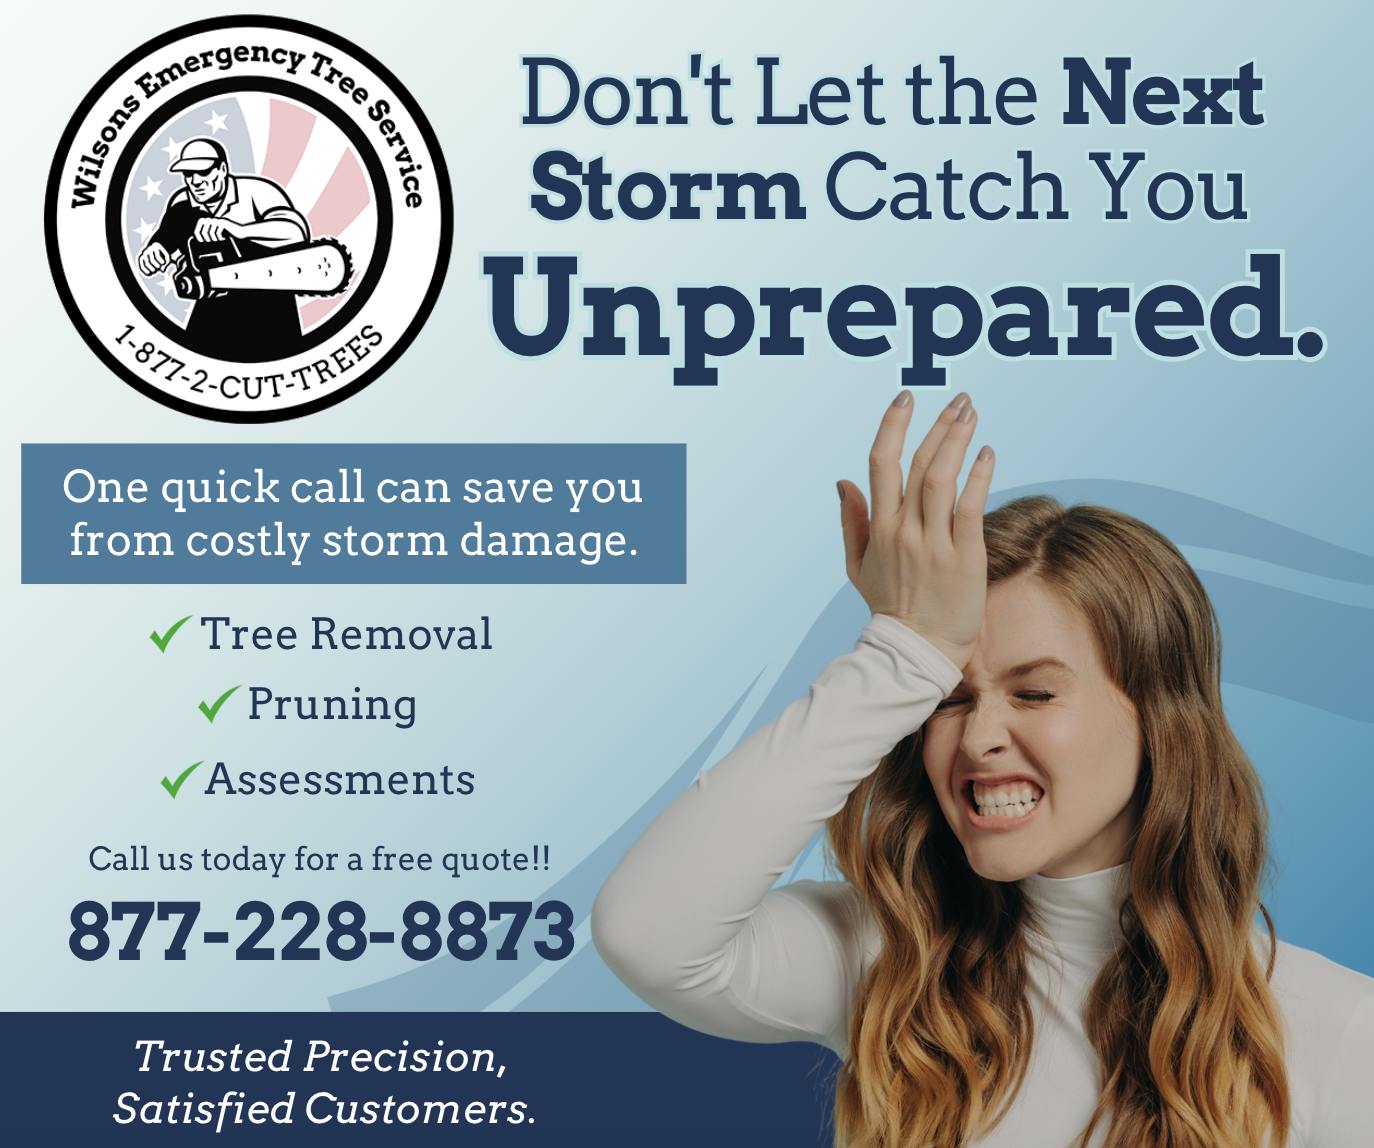 Wilsons Emergency Tree Service
1-877-2-CUT-TREES
Don't Let the Next
Storm Catch You
Unprepared.
One quick call can save you
from costly storm damage.
Tree Removal
Pruning
Assessments
Call us today for a free quote!!
877-228-8873
Trusted Precision,
Satisfied Customers.